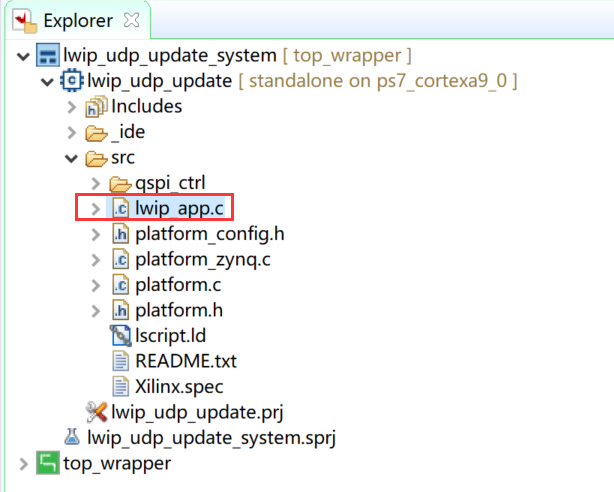 Explorer
lwip_udp_update_system [ top_wrapper ]
lwip_udp_update [ standalone on ps7_cortexa9_0 ]
Includes
_ide
src
qspi_ctrl
lwip_app.c
platform_config.h
platform_zynq.c
platform.c
platform.h
lscript.ld
README.txt
Xilinx.spec
lwip_udp_update.prj
lwip_udp_update_system.sprj
top_wrapper